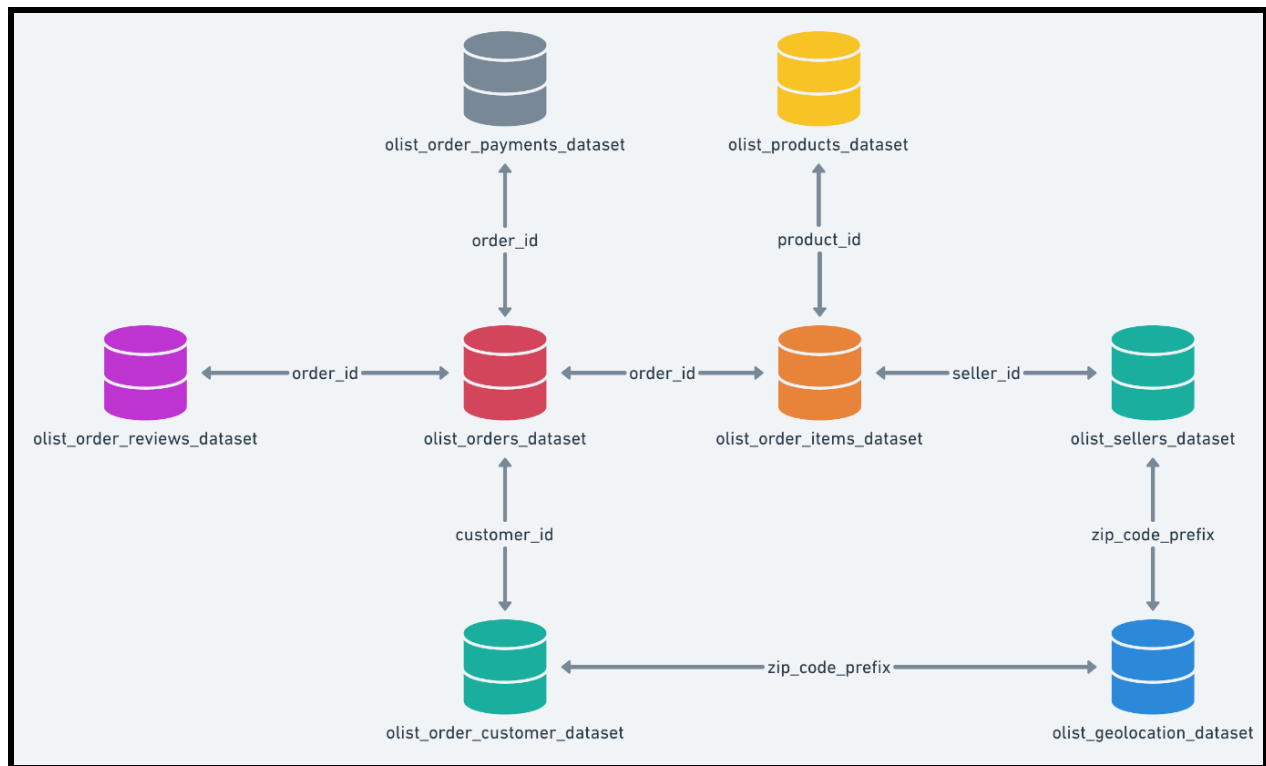 olist_order_payments_dataset
olist_products_dataset
order_id
product_id
order_id
order_id
seller_id
olist_order_reviews_dataset
olist_orders_dataset
olist_order_items_dataset
olist_sellers_dataset
customer_id
zip_code_prefix
zip_code_prefix
olist_order_customer_dataset
olist_geolocation_dataset